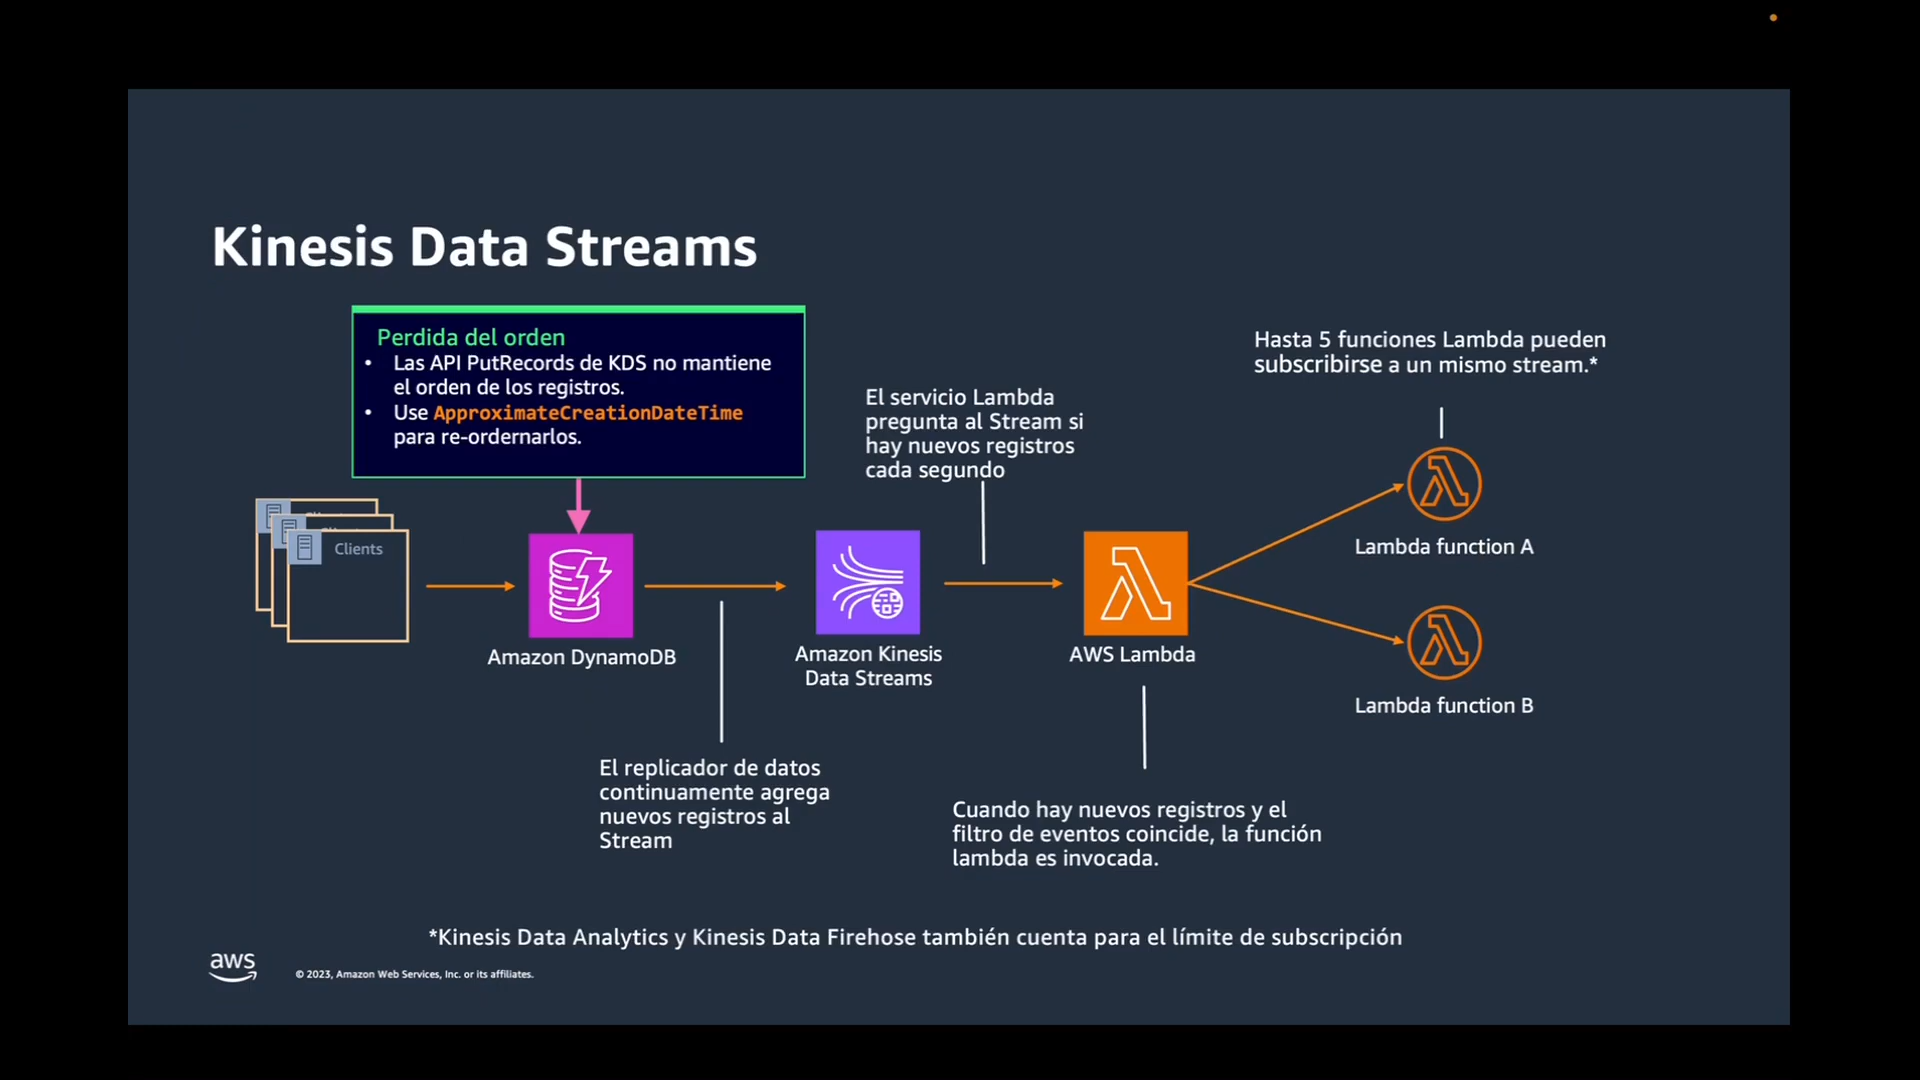 Kinesis Data Streams
Perdida del orden
• Las API PutRecords de KDS no mantiene
el orden de los registros.
• Use ApproximateCreationDateTime
para re-ordernarlos.
El servicio Lambda
pregunta al Stream si
hay nuevos registros
cada segundo
Hasta 5 funciones Lambda pueden
subscribirse a un mismo stream.*
Clients
Amazon DynamoDB
Amazon Kinesis
Data Streams
AWS Lambda
Lambda function A
Lambda function B
El replicador de datos
continuamente agrega
nuevos registros al
Stream
Cuando hay nuevos registros y el
filtro de eventos coincide, la función
lambda es invocada.
*Kinesis Data Analytics y Kinesis Data Firehose también cuenta para el límite de subscripción
aws
© 2023, Amazon Web Services, Inc. or its affiliates.